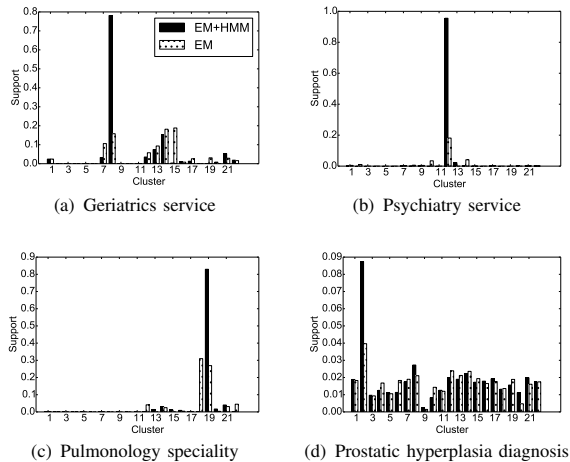 0.8
0.7
0.6
0.5
0.4
0.3
0.2
0.1
0.0
Support
EM+HMM
EM
1 3 5 7 9 11 13 15 17 19 21
Cluster
(a) Geriatrics service
1.0
0.8
0.6
0.4
0.2
0.0
Support
1 3 5 7 9 11 13 15 17 19 21
Cluster
(b) Psychiatry service
0.9
0.8
0.7
0.6
0.5
0.4
0.3
0.2
0.1
0.0
Support
1 3 5 7 9 11 13 15 17 19 21
Cluster
(c) Pulmonology speciality
0.09
0.08
0.07
0.06
0.05
0.04
0.03
0.02
0.01
0.00
Support
1 3 5 7 9 11 13 15 17 19 21
Cluster
(d) Prostatic hyperplasia diagnosis